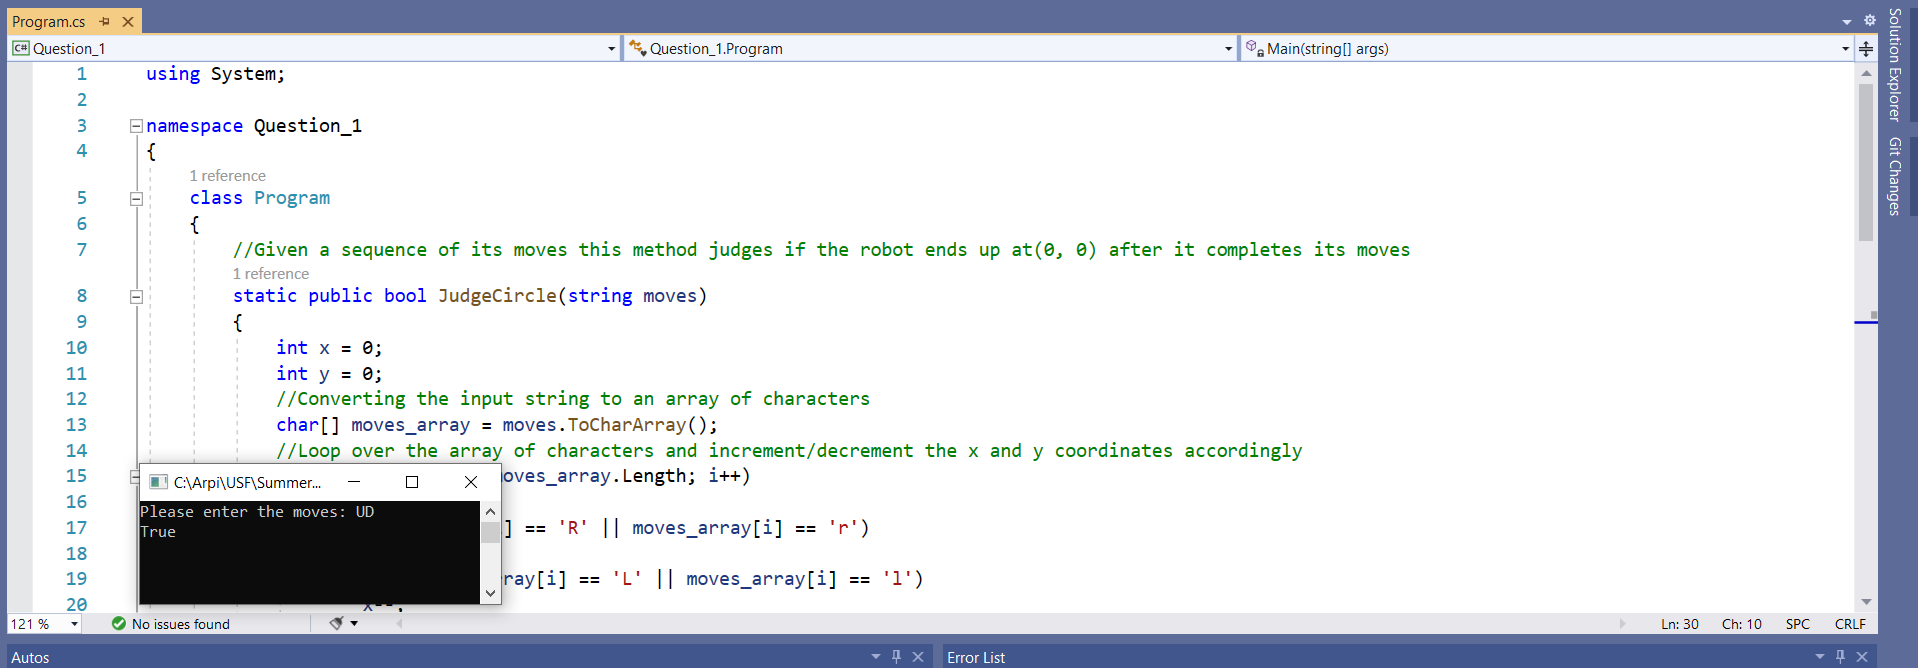 Program.cs
Question_1 Question_1.Program Main(string[] args)
Solution Explorer
Git Changes
1 using System;
2
3 namespace Question_1
4 {
1 reference
5 class Program
6 {
7 //Given a sequence of its moves this method judges if the robot ends up at(0, 0) after it completes its moves
1 reference
8 static public bool JudgeCircle(string moves)
9 {
10 int x = 0;
11 int y = 0;
12 //Converting the input string to an array of characters
13 char[] moves_array = moves.ToCharArray();
14 //Loop over the array of characters and increment/decrement the x and y coordinates accordingly
15 oves_array.Length; i++)
16
17 ] == 'R' || moves_array[i] == 'r')
18
19 ray[i] == 'L' || moves_array[i] == 'l')
20 x--;
C:\Arpi\USF\Summer...
Please enter the moves: UD
True
121 % No issues found Ln: 30 Ch: 10 SPC CRLF
Autos Error List